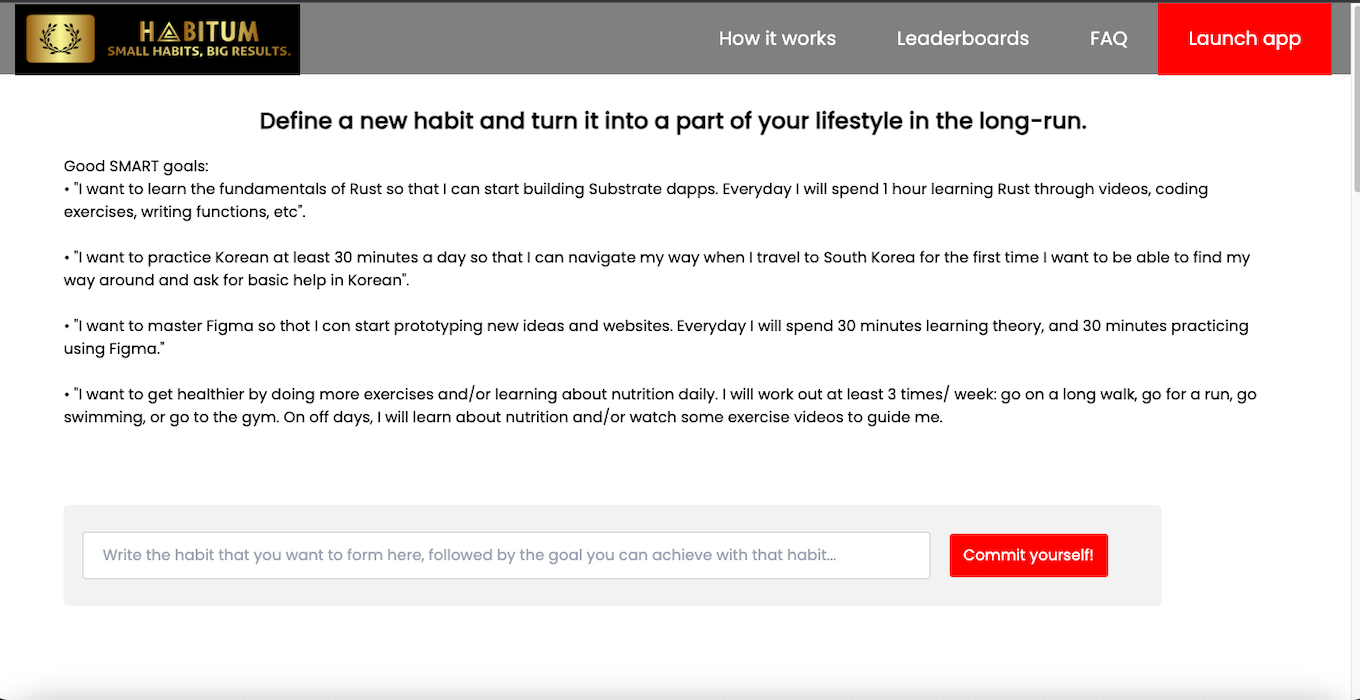 HABITUM
SMALL HABITS, BIG RESULTS.
How it works
Leaderboards
FAQ
Launch app
Define a new habit and turn it into a part of your lifestyle in the long-run.
Good SMART goals:
• "I want to learn the fundamentals of Rust so that I can start building Substrate dapps. Everyday I will spend 1 hour learning Rust through videos, coding
exercises, writing functions, etc".
• "I want to practice Korean at least 30 minutes a day so that I can navigate my way when I travel to South Korea for the first time I want to be able to find my
way around and ask for basic help in Korean".
• "I want to master Figma so thot I con start prototyping new ideas and websites. Everyday I will spend 30 minutes learning theory, and 30 minutes practicing
using Figma."
• "I want to get healthier by doing more exercises and/or learning about nutrition daily. I will work out at least 3 times/ week: go on a long walk, go for a run, go
swimming, or go to the gym. On off days, I will learn about nutrition and/or watch some exercise videos to guide me.
Write the habit that you want to form here, followed by the goal you can achieve with that habit...
Commit yourself!